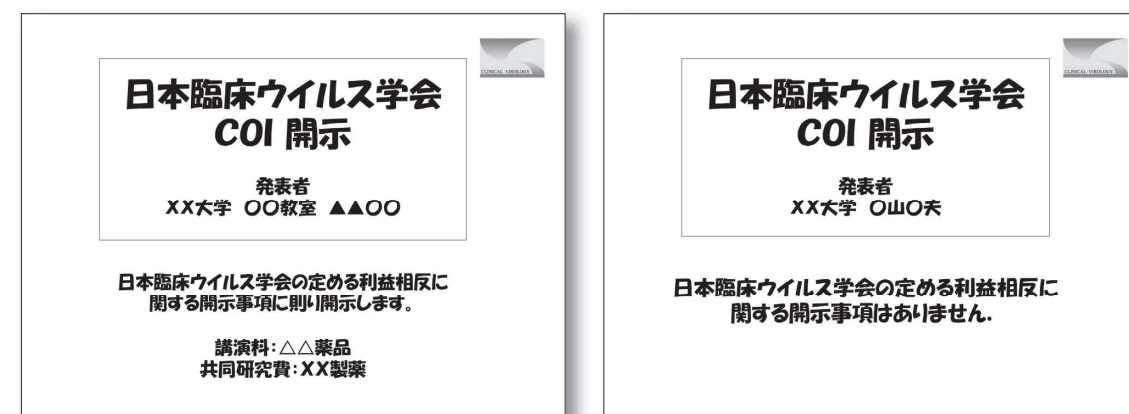 CLINICAL VIROLOGY
日本臨床ウイルス学会
COI 開示
発表者
XX大学 〇〇教室 ▲▲〇〇
日本臨床ウイルス学会の定める利益相反に
関する開示事項に則り開示します。
講演料:△△薬品
共同研究費:XX製薬
CLINICAL VIROLOGY
日本臨床ウイルス学会
COI 開示
発表者
XX大学 〇山〇夫
日本臨床ウイルス学会の定める利益相反に
関する開示事項はありません.